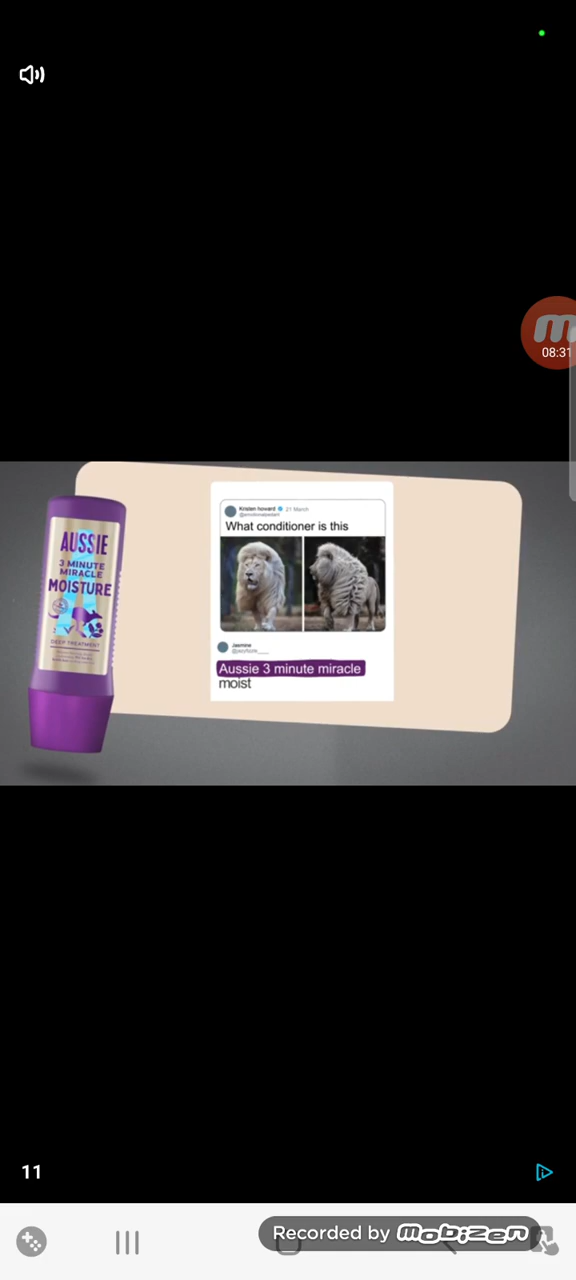 08:31
AUSSIE
3 MINUTE
MIRACLE
MOISTURE
DEEP TREATMENT
Kristen howard 21 March
What conditioner is this
Jasmine
Aussie 3 minute miracle
moist
11
Recorded by mobizen